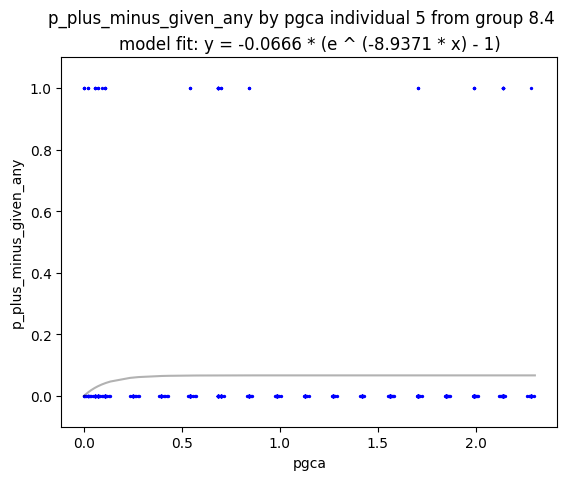 p_plus_minus_given_any by pgca individual 5 from group 8.4
model fit: y = -0.0666 * (e ^ (-8.9371 * x) - 1)
1.0
0.8
0.6
0.4
0.2
0.0
p_plus_minus_given_any
0.0 0.5 1.0 1.5 2.0
pgca